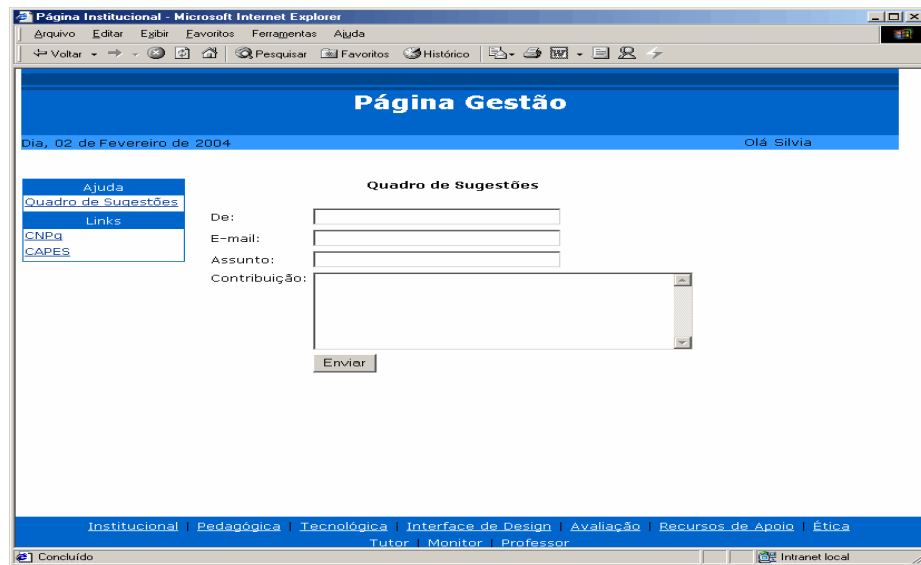 Página Institucional - Microsoft Internet Explorer
Arquivo Editar Exibir Favoritos Ferramentas Ajuda
Voltar Pesquisar Favoritos Histórico
Página Gestão
Dia, 02 de Fevereiro de 2004 Olá Silvia
Ajuda
Quadro de Sugestões
Links
CNPq
CAPES
Quadro de Sugestões
De:
E-mail:
Assunto:
Contribuição:
Enviar
Institucional | Pedagógica | Tecnológica | Interface de Design | Avaliação | Recursos de Apoio | Ética
Tutor | Monitor | Professor
Concluído Intranet local